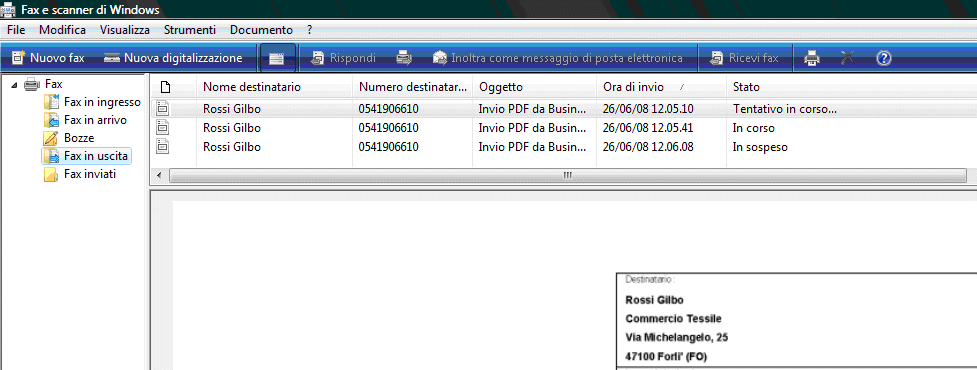 Fax e scanner di Windows
File Modifica Visualizza Strumenti Documento ?
Nuovo fax Nuova digitalizzazione Rispondi Inoltra come messaggio di posta elettronica Ricevi fax
Fax
Fax in ingresso
Fax in arrivo
Bozze
Fax in uscita
Fax inviati
Nome destinatario Numero destinatar... Oggetto Ora di invio Stato
Rossi Gilbo 0541906610 Invio PDF da Busin... 26/06/08 12.05.10 Tentativo in corso...
Rossi Gilbo 0541906610 Invio PDF da Busin... 26/06/08 12.05.41 In corso
Rossi Gilbo 0541906610 Invio PDF da Busin... 26/06/08 12.06.08 In sospeso
Destinatario :
Rossi Gilbo
Commercio Tessile
Via Michelangelo, 25
47100 Forli' (FO)